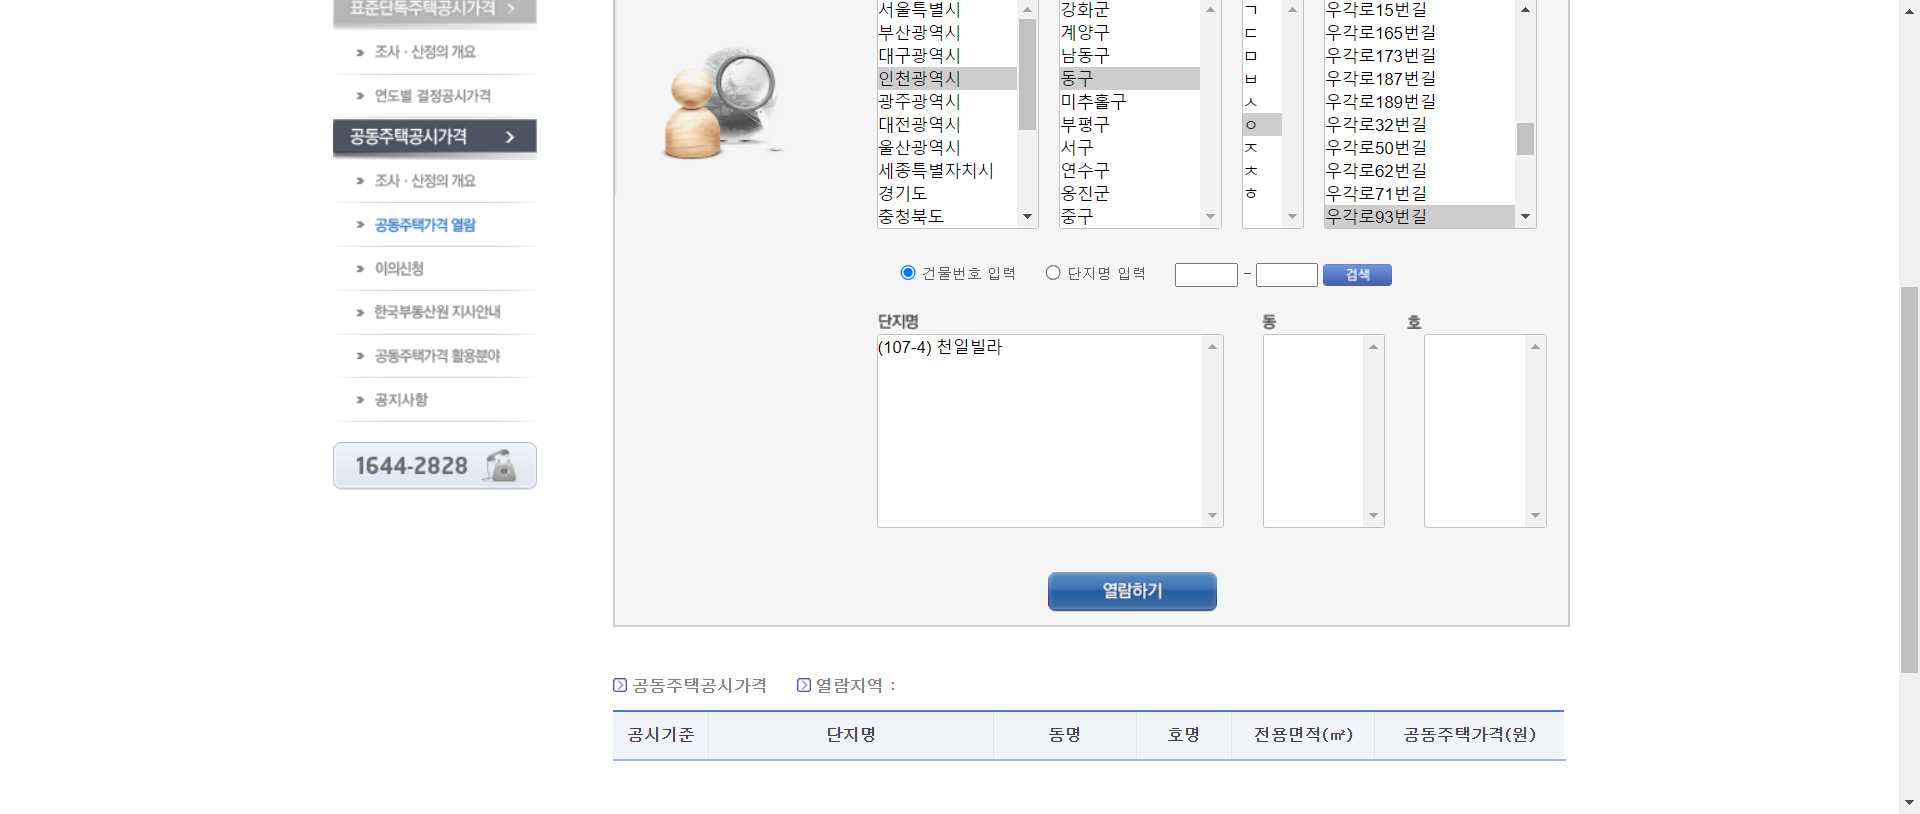 표준단독주택공시가격
조사 · 산정의 개요
연도별 결정공시가격
공동주택공시가격
조사 · 산정의 개요
공동주택가격 열람
이의신청
한국부동산원 지사안내
공동주택가격 활용분야
공지사항
1644-2828
서울특별시
부산광역시
대구광역시
인천광역시
광주광역시
대전광역시
울산광역시
세종특별자치시
경기도
충청북도
강화군
계양구
남동구
동구
미추홀구
부평구
서구
연수구
옹진군
중구
ㄱ
ㄷ
ㅁ
ㅂ
ㅅ
ㅇ
ㅈ
ㅊ
ㅎ
우각로15번길
우각로165번길
우각로173번길
우각로187번길
우각로189번길
우각로32번길
우각로50번길
우각로62번길
우각로71번길
우각로93번길
건물번호 입력 단지명 입력 - 검색
단지명 동 호
(107-4) 천일빌라
열람하기
공동주택공시가격 열람지역 :
공시기준 단지명 동명 호명 전용면적(㎡) 공동주택가격(원)